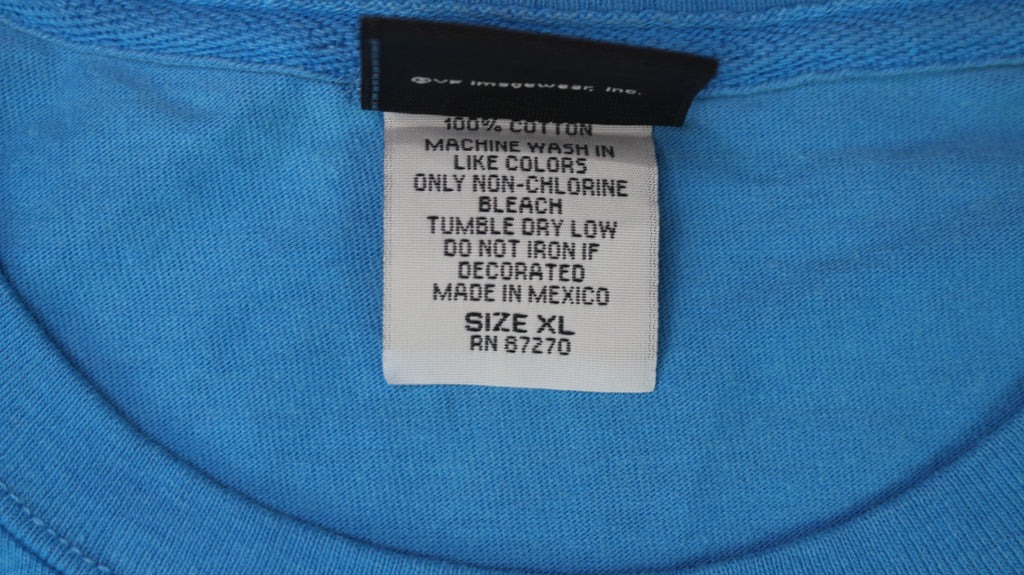 ©VF Imagewear, Inc.
100% COTTON
MACHINE WASH IN
LIKE COLORS
ONLY NON-CHLORINE
BLEACH
TUMBLE DRY LOW
DO NOT IRON IF
DECORATED
MADE IN MEXICO
SIZE XL
RN 67270